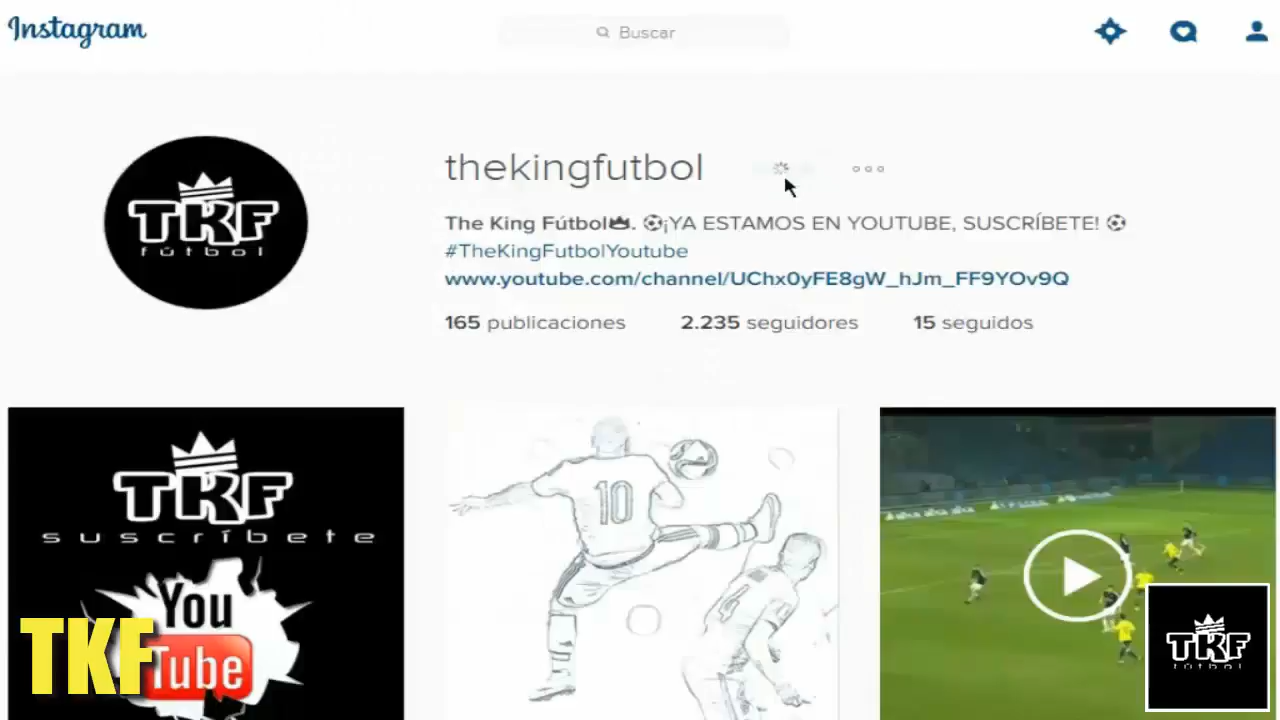 Instagram
Buscar
TKF
fútbol
thekingfutbol
The King Fútbol. ¡YA ESTAMOS EN YOUTUBE, SUSCRÍBETE!
#TheKingFutbolYoutube
www.youtube.com/channel/UChx0yFE8gW_hJm_FF9YOv9Q
165 publicaciones 2.235 seguidores 15 seguidos
TKF
suscríbete
You
Tube
10
TKF
TKF
fútbol